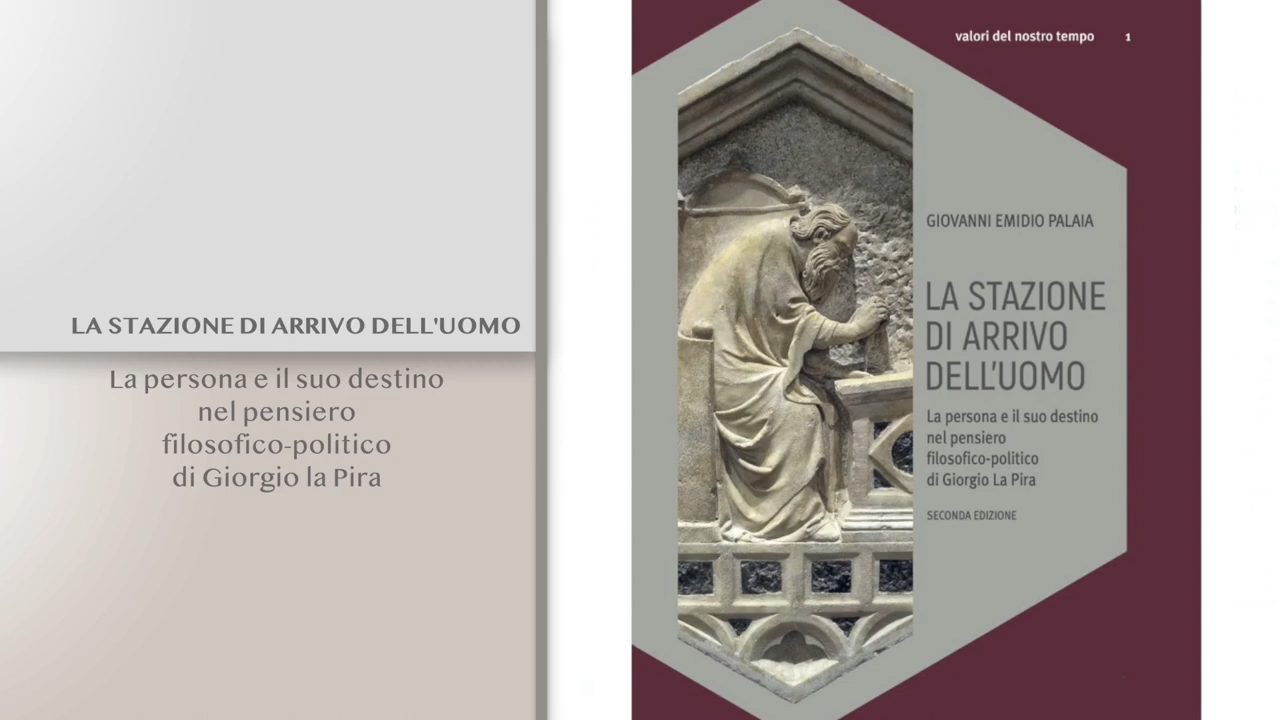 LA STAZIONE DI ARRIVO DELL'UOMO
La persona e il suo destino
nel pensiero
filosofico-politico
di Giorgio la Pira
valori del nostro tempo 1
GIOVANNI EMIDIO PALAIA
LA STAZIONE
DI ARRIVO
DELL'UOMO
La persona e il suo destino
nel pensiero
filosofico-politico
di Giorgio La Pira
SECONDA EDIZIONE